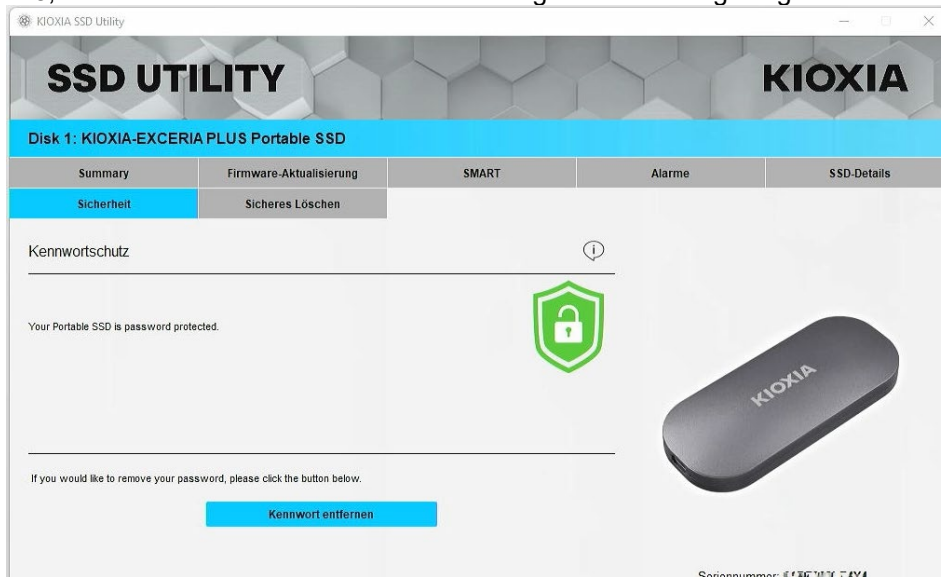 KIOXIA SSD Utility
SSD UTILITY
KIOXIA
Disk 1: KIOXIA-EXCERIA PLUS Portable SSD
Summary
Firmware-Aktualisierung
SMART
Alarme
SSD-Details
Sicherheit
Sicheres Löschen
Kennwortschutz
Your Portable SSD is password protected.
KIOXIA
If you would like to remove your password, please click the button below.
Kennwort entfernen
Seriennummer: